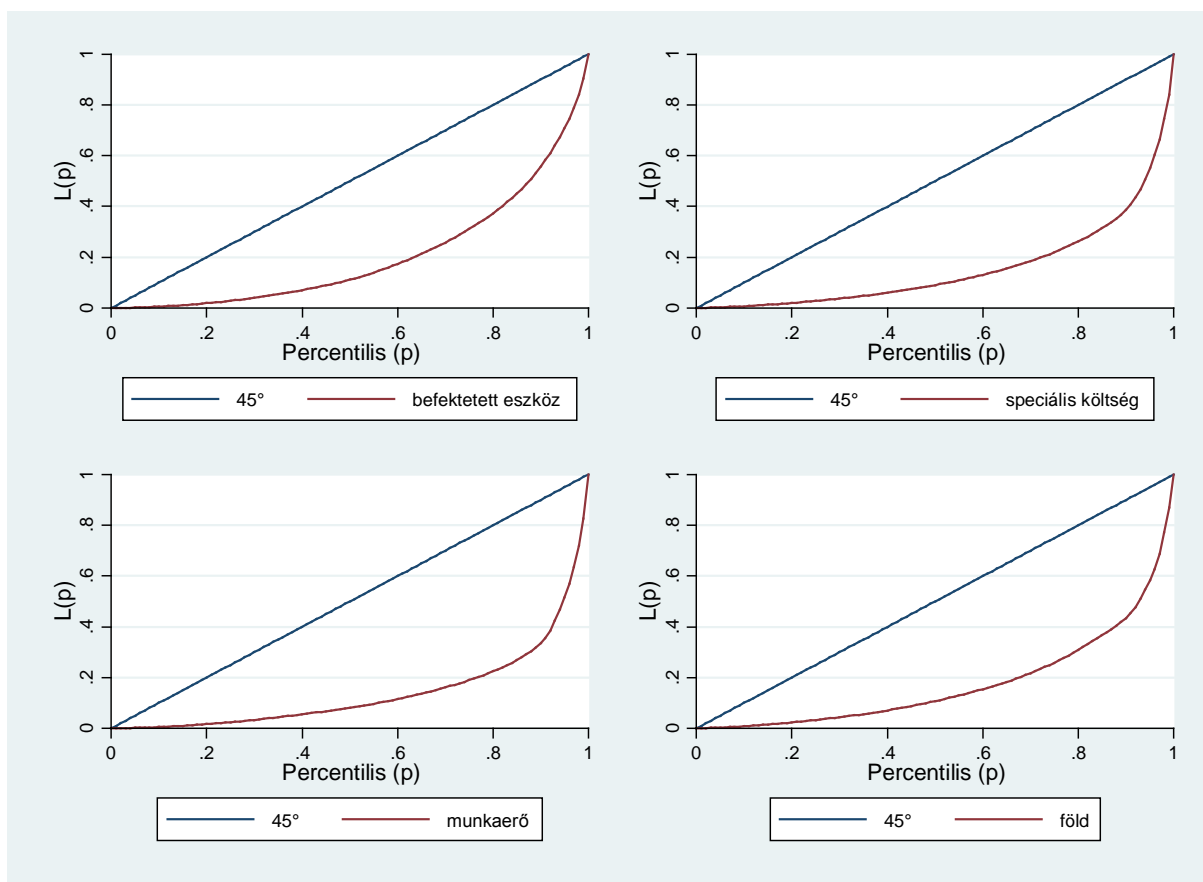 L(p)
0
.2
.4
.6
.8
1
0 .2 .4 .6 .8 1
Percentilis (p)
45° befektetett eszköz
L(p)
0
.2
.4
.6
.8
1
0 .2 .4 .6 .8 1
Percentilis (p)
45° speciális költség
L(p)
0
.2
.4
.6
.8
1
0 .2 .4 .6 .8 1
Percentilis (p)
45° munkaerő
L(p)
0
.2
.4
.6
.8
1
0 .2 .4 .6 .8 1
Percentilis (p)
45° föld